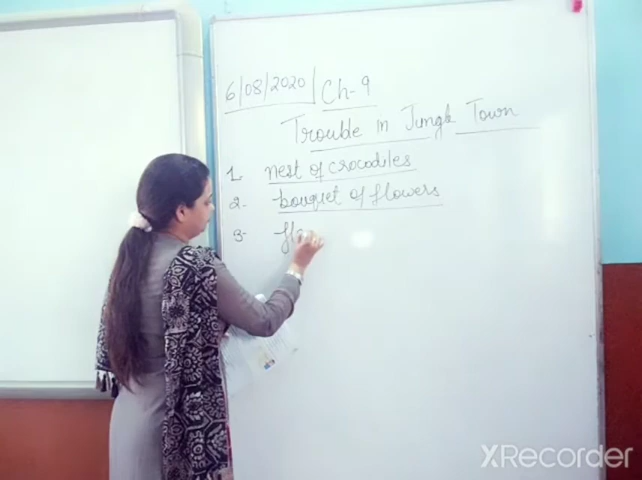 6/08/2020 Ch-9
Trouble in Jungle Town
1. nest of crocodiles
2. bouquet of flowers
3. fl
XRecorder